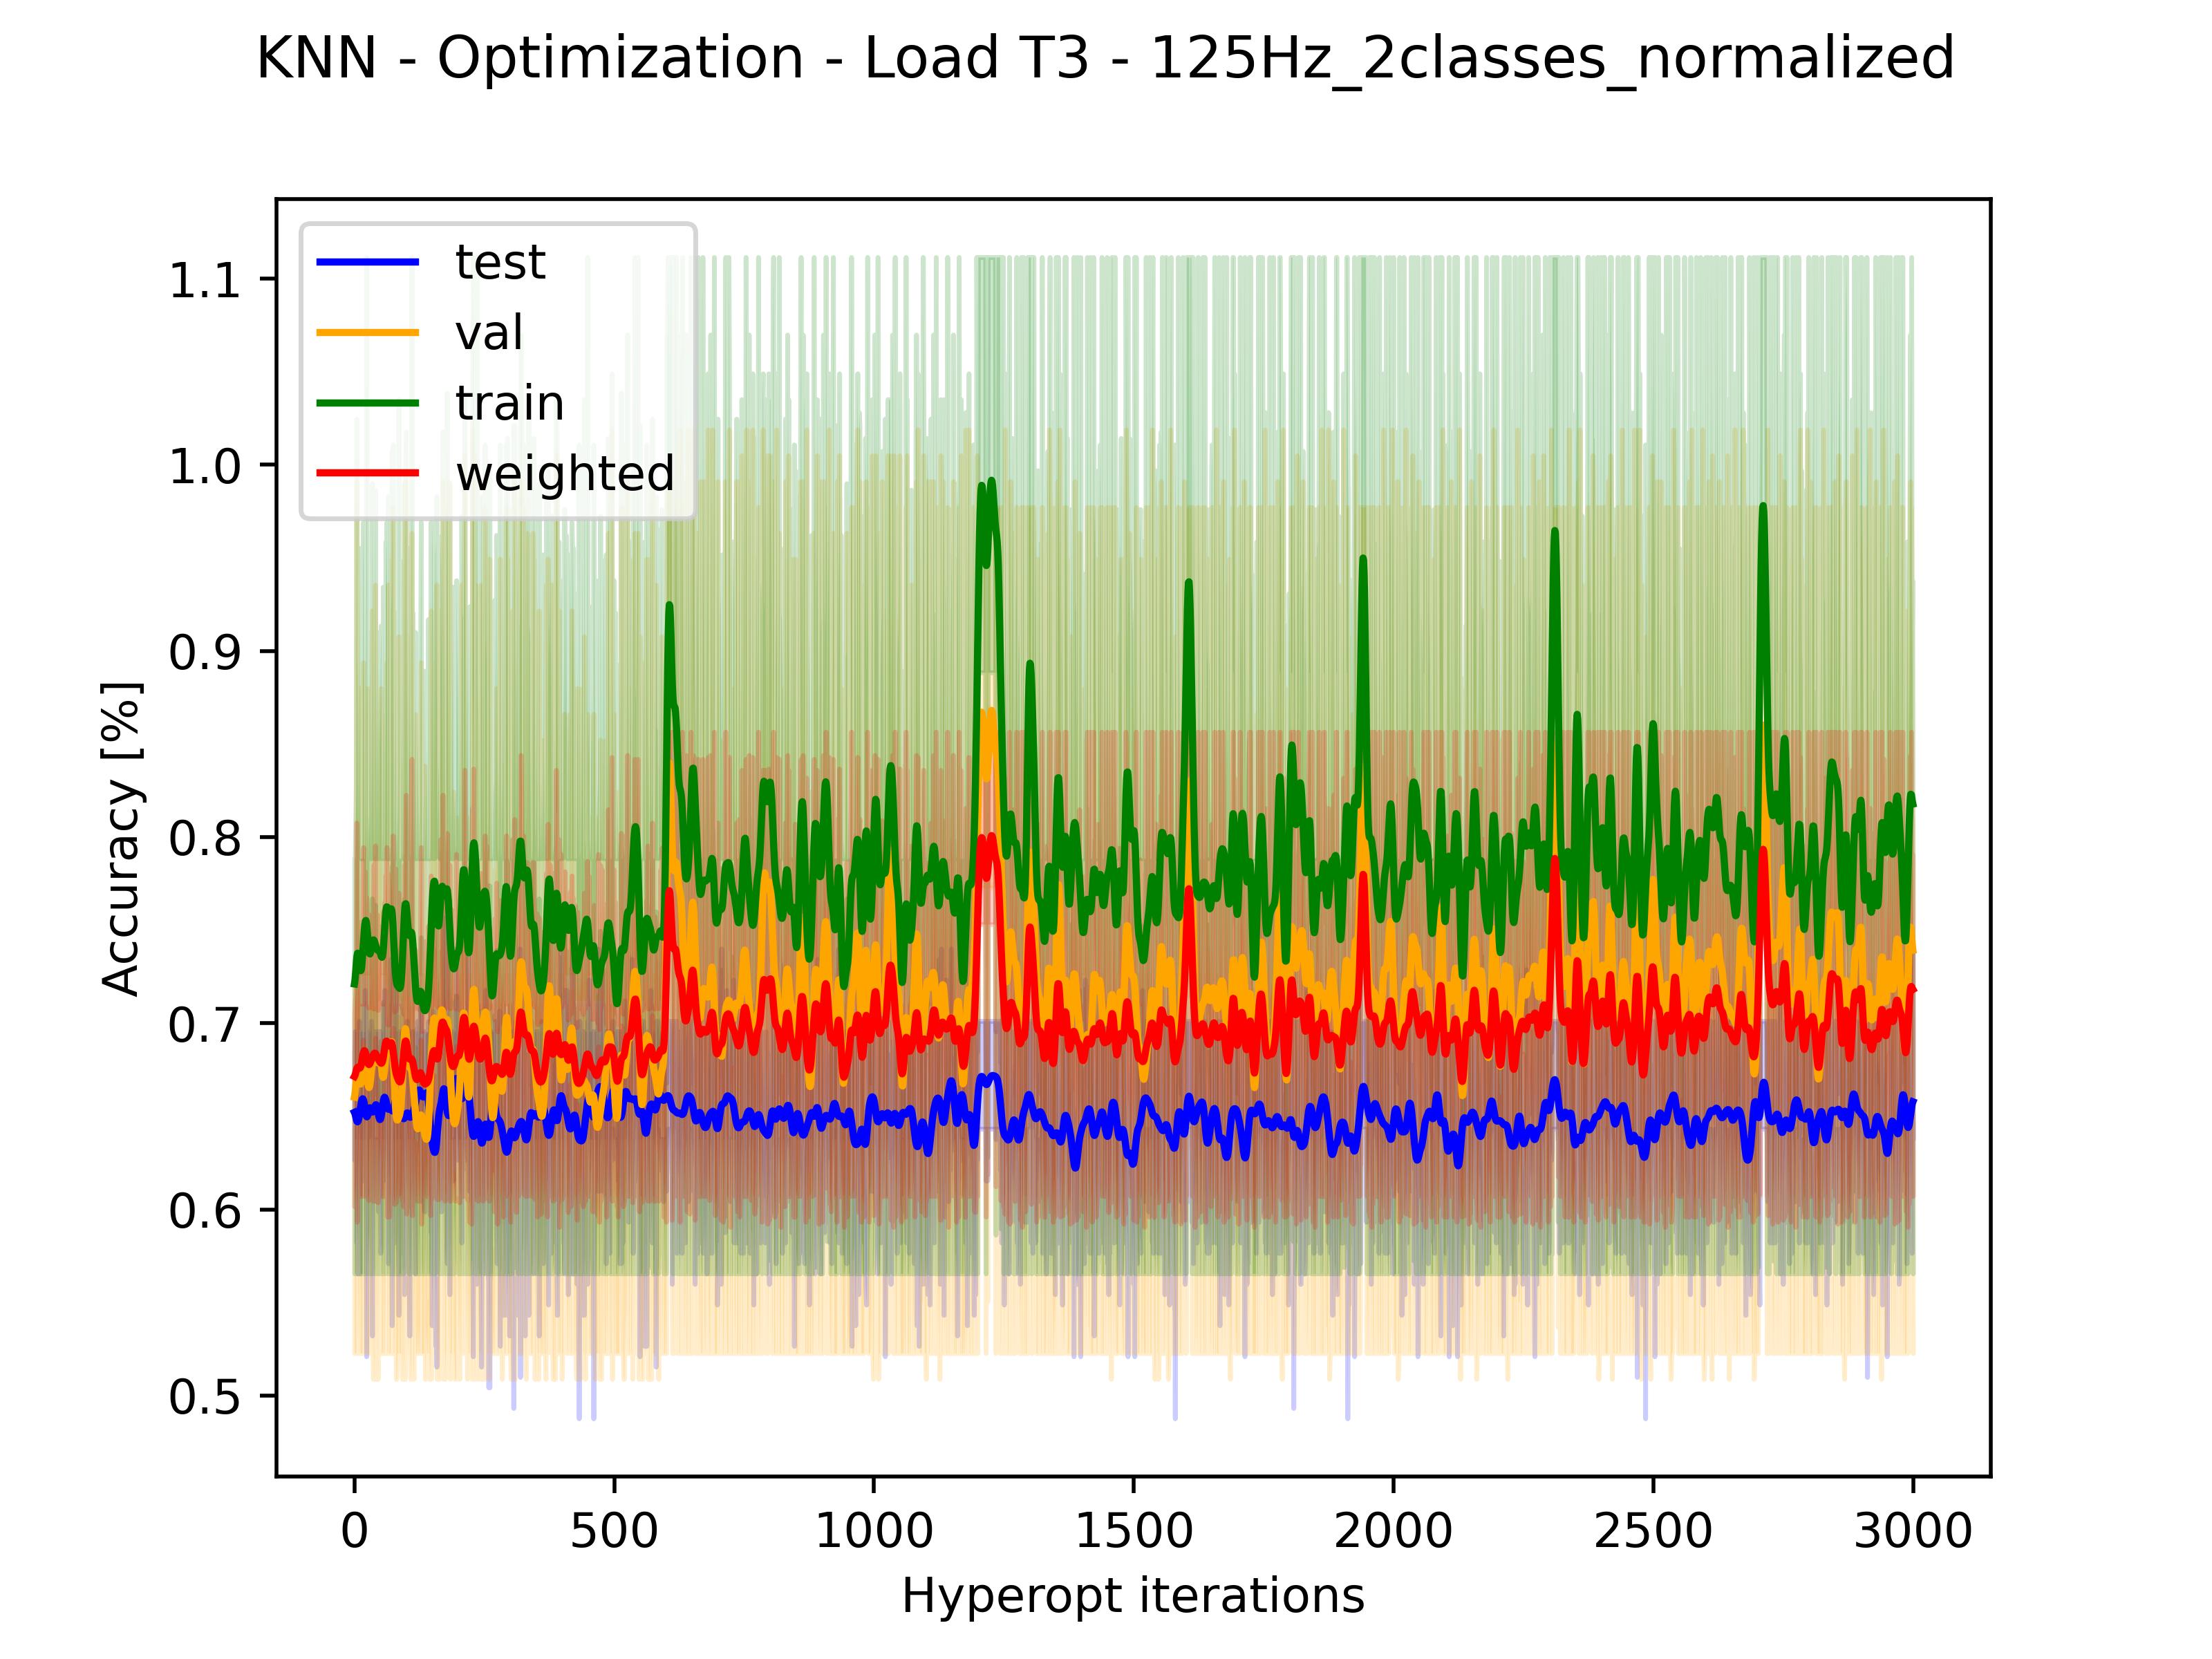 KNN - Optimization - Load T3 - 125Hz_2classes_normalized
test
val
train
weighted
1.1
1.0
0.9
0.8
0.7
0.6
0.5
Accuracy [%]
0 500 1000 1500 2000 2500 3000
Hyperopt iterations